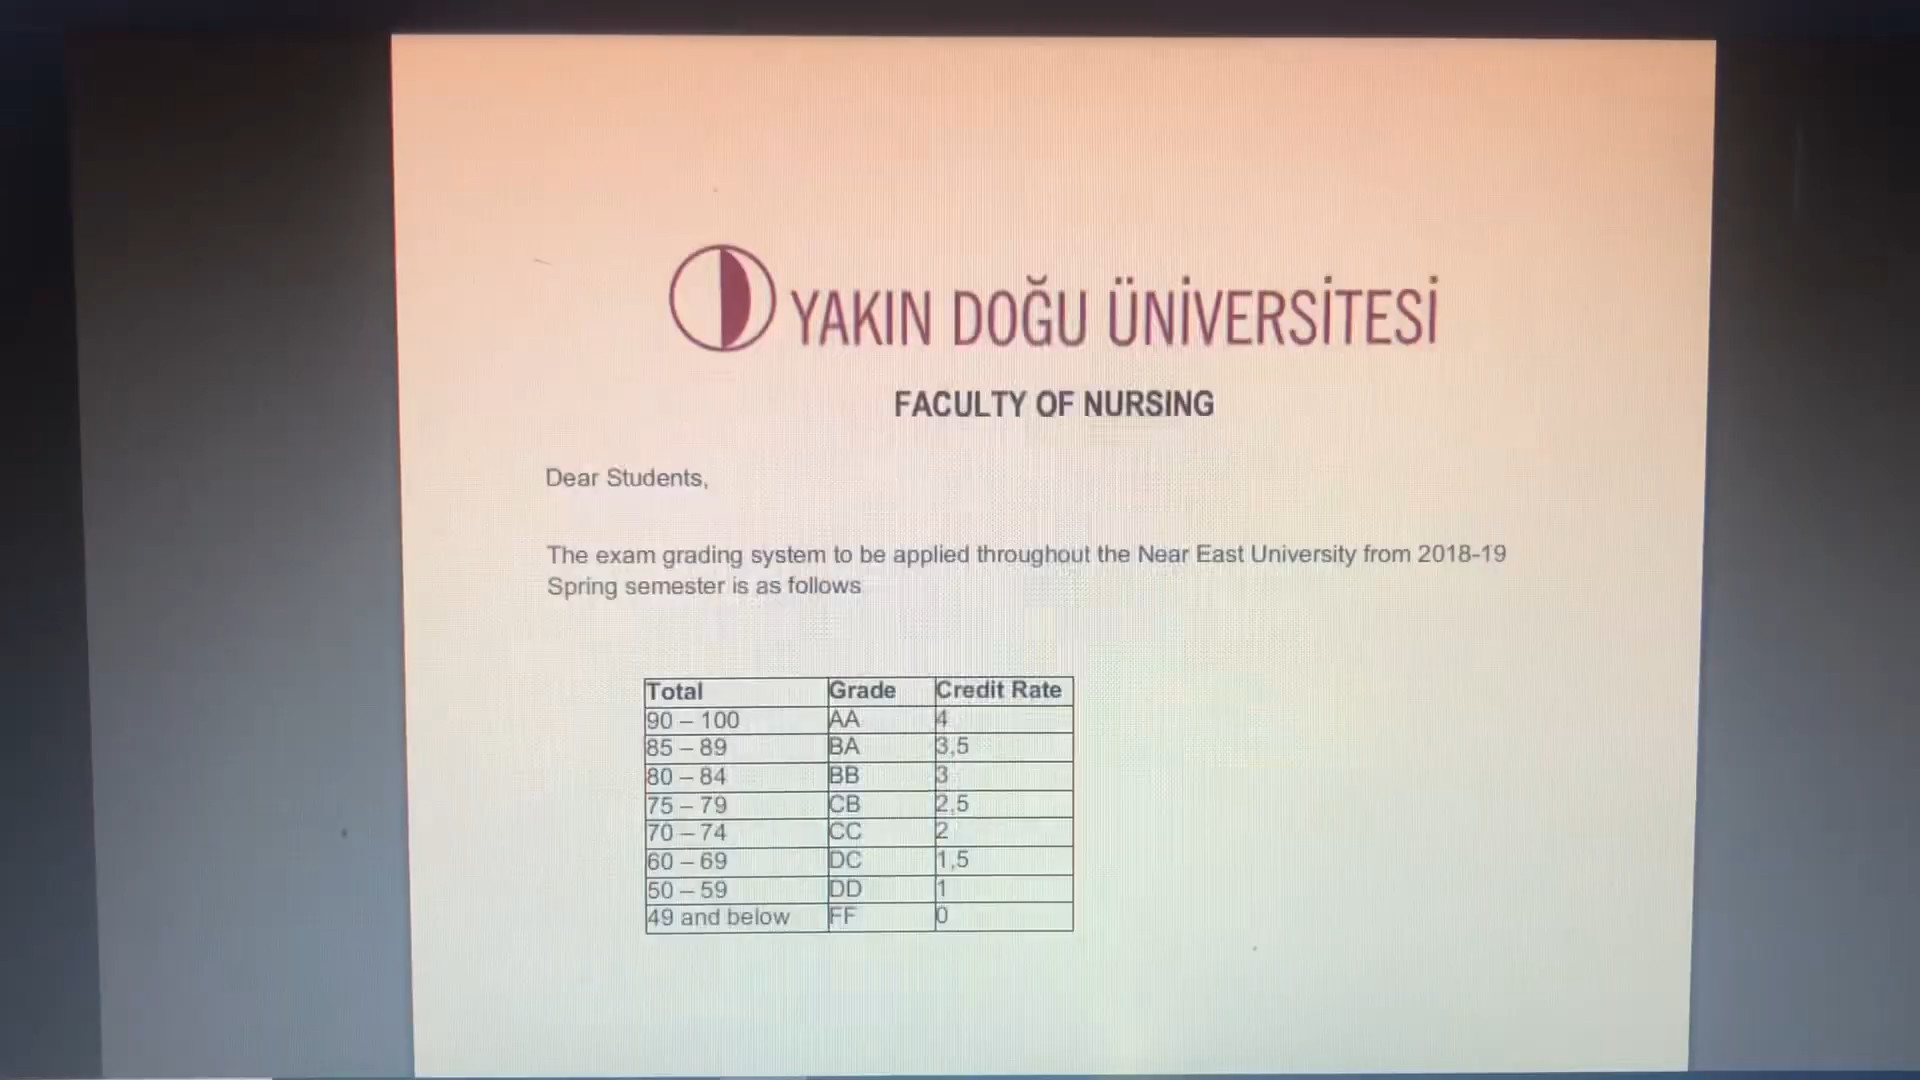 YAKIN DOĞU ÜNİVERSİTESİ
FACULTY OF NURSING
Dear Students,
The exam grading system to be applied throughout the Near East University from 2018-19
Spring semester is as follows
Total Grade Credit Rate
90 – 100 AA 4
85 – 89 BA 3,5
80 – 84 BB 3
75 – 79 CB 2,5
70 – 74 CC 2
60 – 69 DC 1,5
50 – 59 DD 1
49 and below FF 0